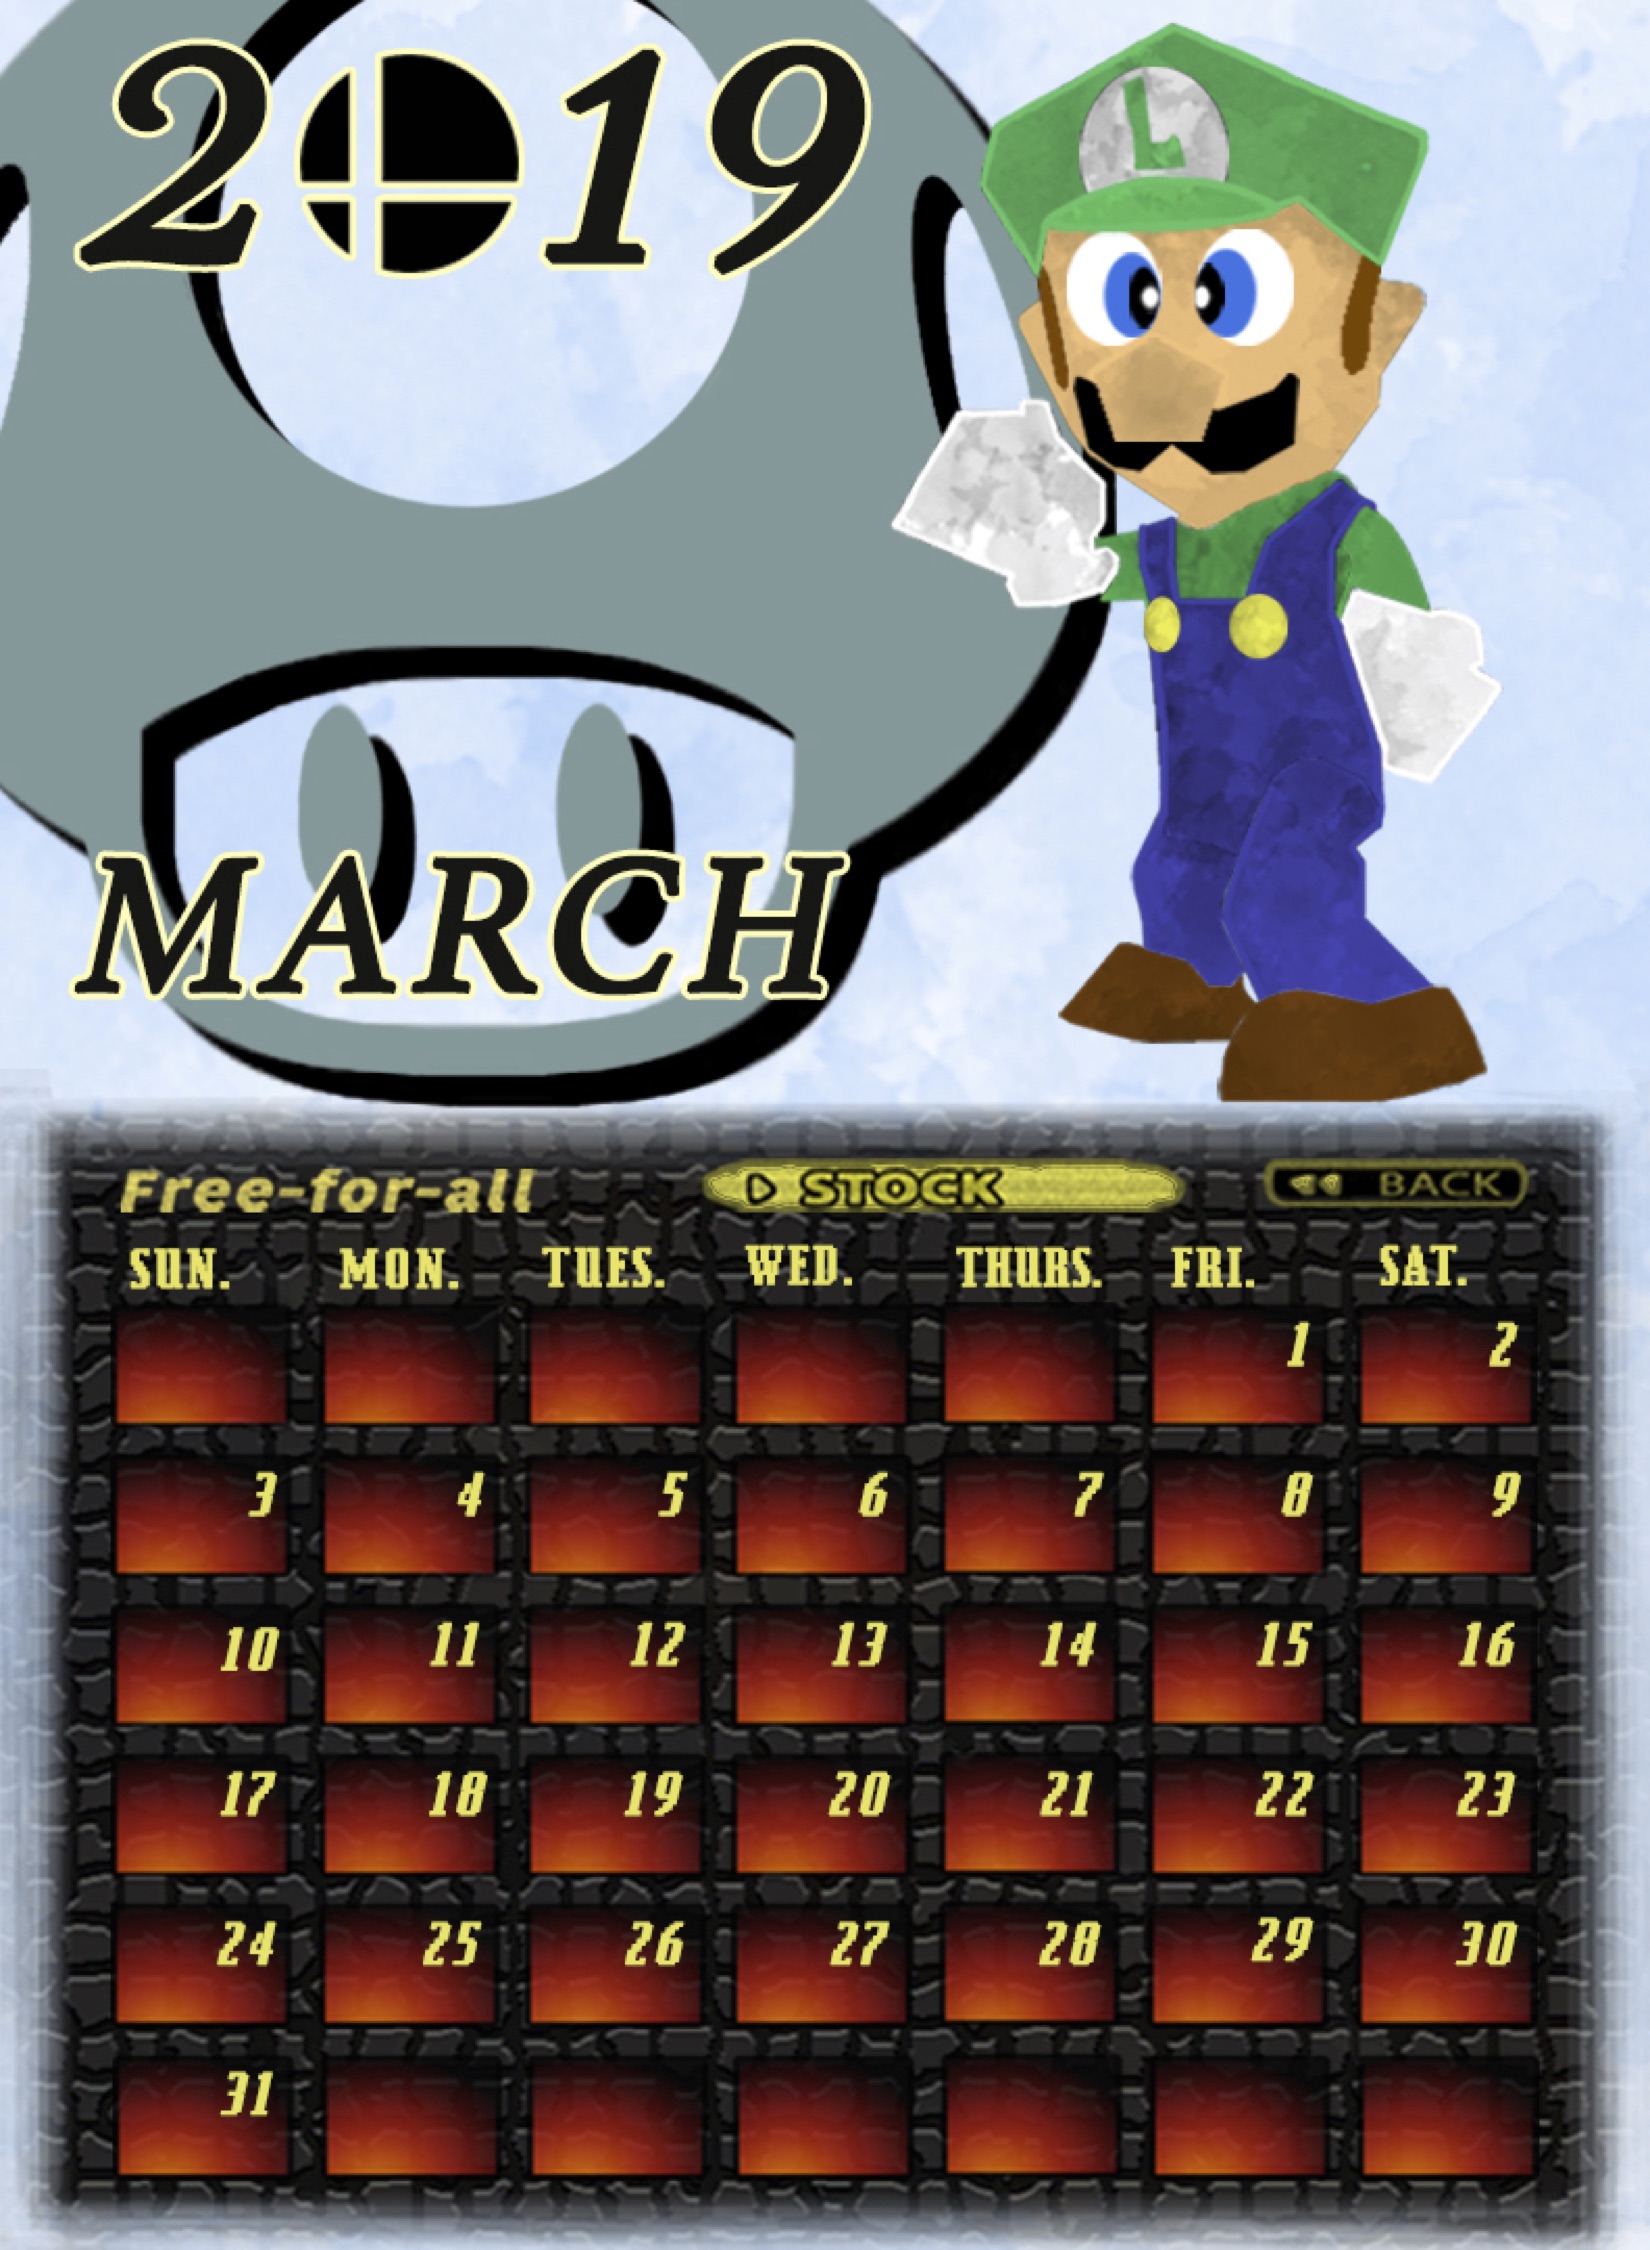 2019
L
MARCH
Free-for-all STOCK BACK
SUN. MON. TUES. WED. THURS. FRI. SAT.
1 2
3 4 5 6 7 8 9
10 11 12 13 14 15 16
17 18 19 20 21 22 23
24 25 26 27 28 29 30
31